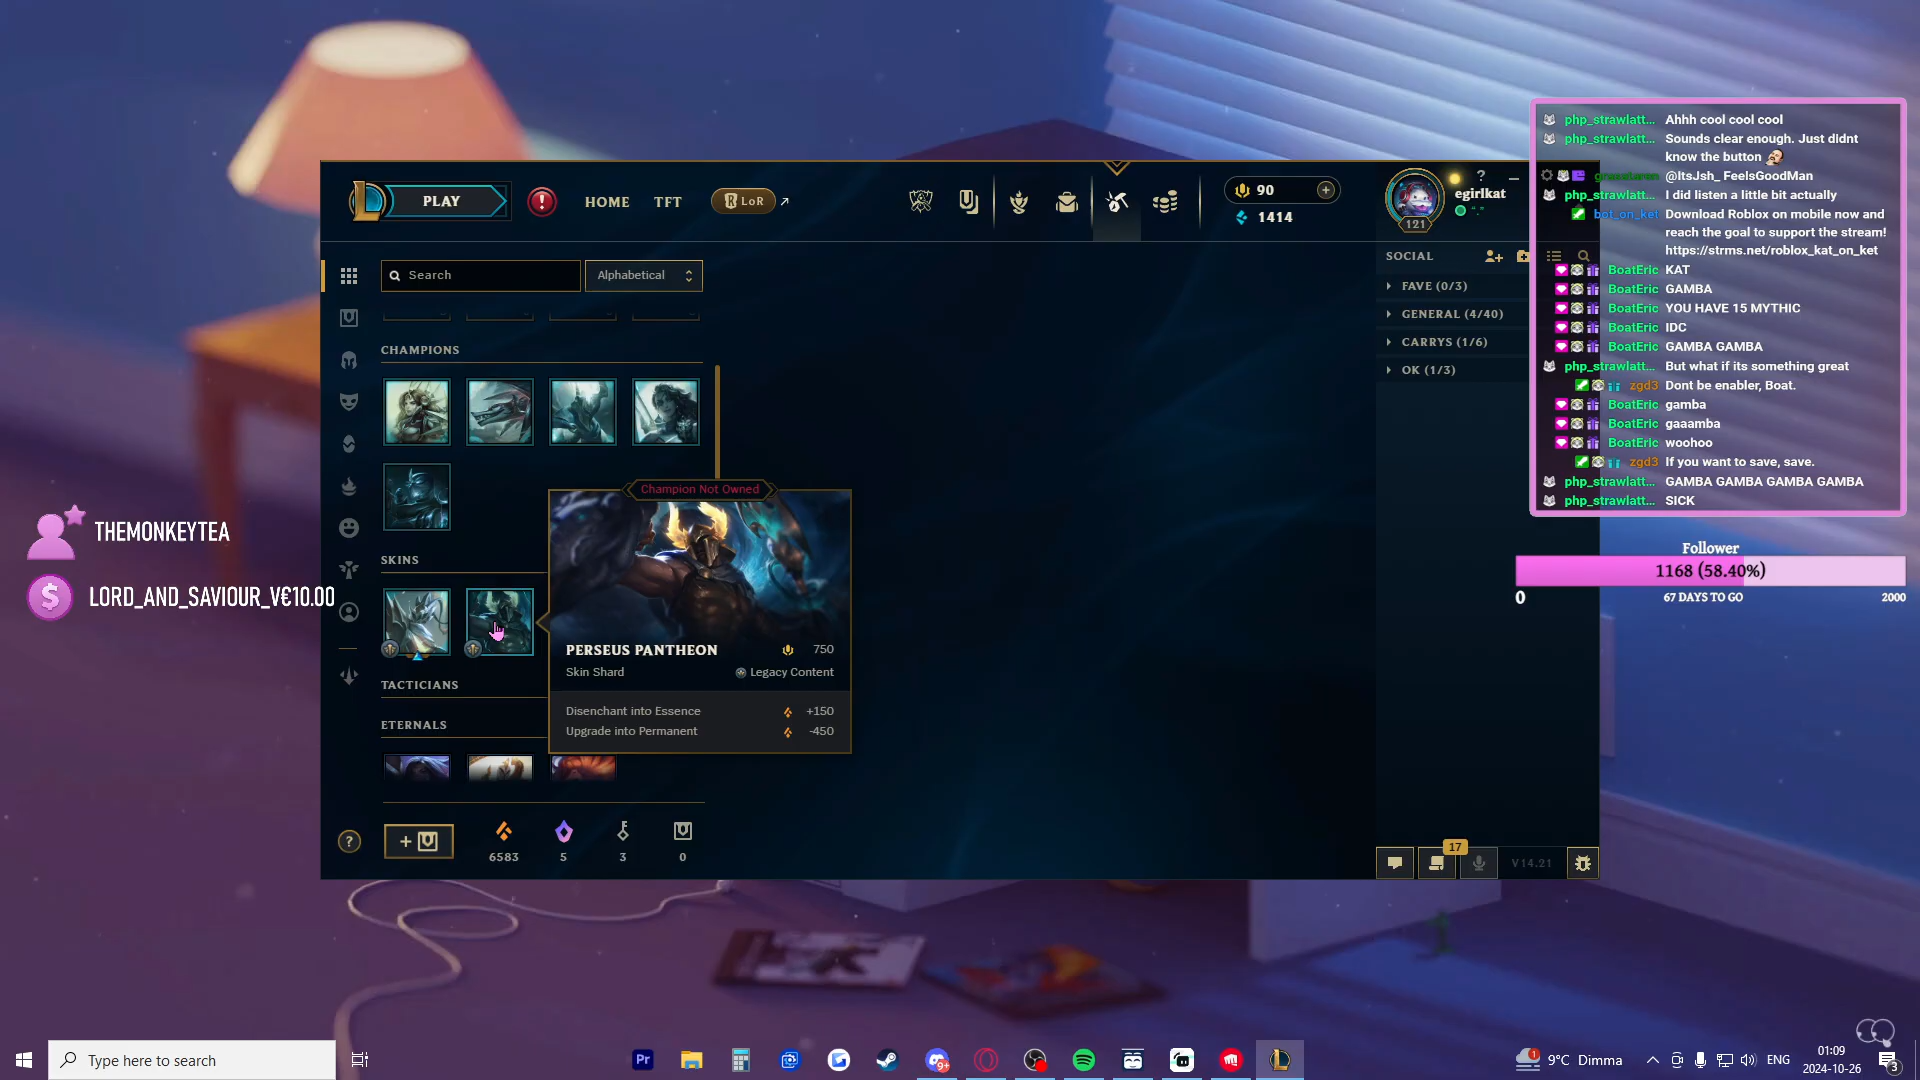 PLAY
HOME
TFT
LoR
90
1414
121
egirlkat
"."
?
Search
Alphabetical
CHAMPIONS
SKINS
TACTICIANS
ETERNALS
Champion Not Owned
PERSEUS PANTHEON
750
Skin Shard
Legacy Content
Disenchant into Essence
+150
Upgrade into Permanent
-450
?
+
6583
5
3
0
SOCIAL
FAVE (0/3)
GENERAL (4/40)
CARRYS (1/6)
OK (1/3)
17
V14.21
THEMONKEYTEA
LORD_AND_SAVIOUR_V€10.00
php_strawlatt... Ahhh cool cool cool
php_strawlatt... Sounds clear enough. Just didnt
know the button
@ItsJsh_ FeelsGoodMan
php_strawlatt... I did listen a little bit actually
bot_on_ket Download Roblox on mobile now and
reach the goal to support the stream!
https://strms.net/roblox_kat_on_ket
BoatEric KAT
BoatEric GAMBA
BoatEric YOU HAVE 15 MYTHIC
BoatEric IDC
BoatEric GAMBA GAMBA
php_strawlatt... But what if its something great
zgd3 Dont be enabler, Boat.
BoatEric gamba
BoatEric gaaamba
BoatEric woohoo
zgd3 If you want to save, save.
php_strawlatt... GAMBA GAMBA GAMBA GAMBA
php_strawlatt... SICK
Follower
1168 (58.40%)
0
67 DAYS TO GO
2000
Type here to search
Pr
9+
1
9°C Dimma
ENG
01:09
2024-10-26
3